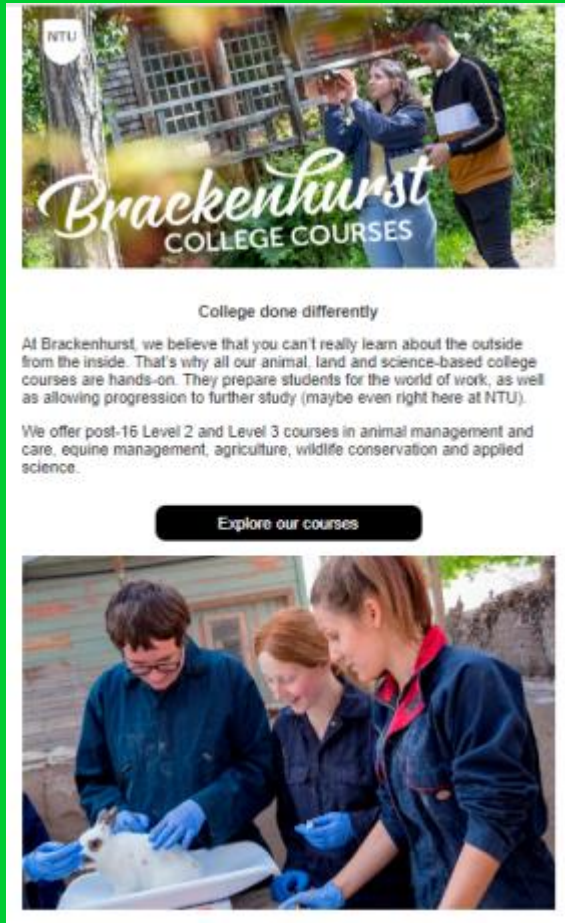 NTU
Brackenhurst
COLLEGE COURSES
College done differently
At Brackenhurst, we believe that you can't really learn about the outside
from the inside. That's why all our animal, land and science-based college
courses are hands-on. They prepare students for the world of work, as well
as allowing progression to further study (maybe even right here at NTU).
We offer post-16 Level 2 and Level 3 courses in animal management and
care, equine management, agriculture, wildlife conservation and applied
science.
Explore our courses